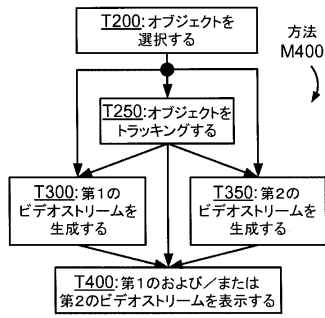 T200:オブジェクトを
選択する
方法
M400
T250:オブジェクトを
トラッキングする
T300:第1の
ビデオストリームを
生成する
T350:第2の
ビデオストリームを
生成する
T400:第1のおよび/または
第2のビデオストリームを表示する